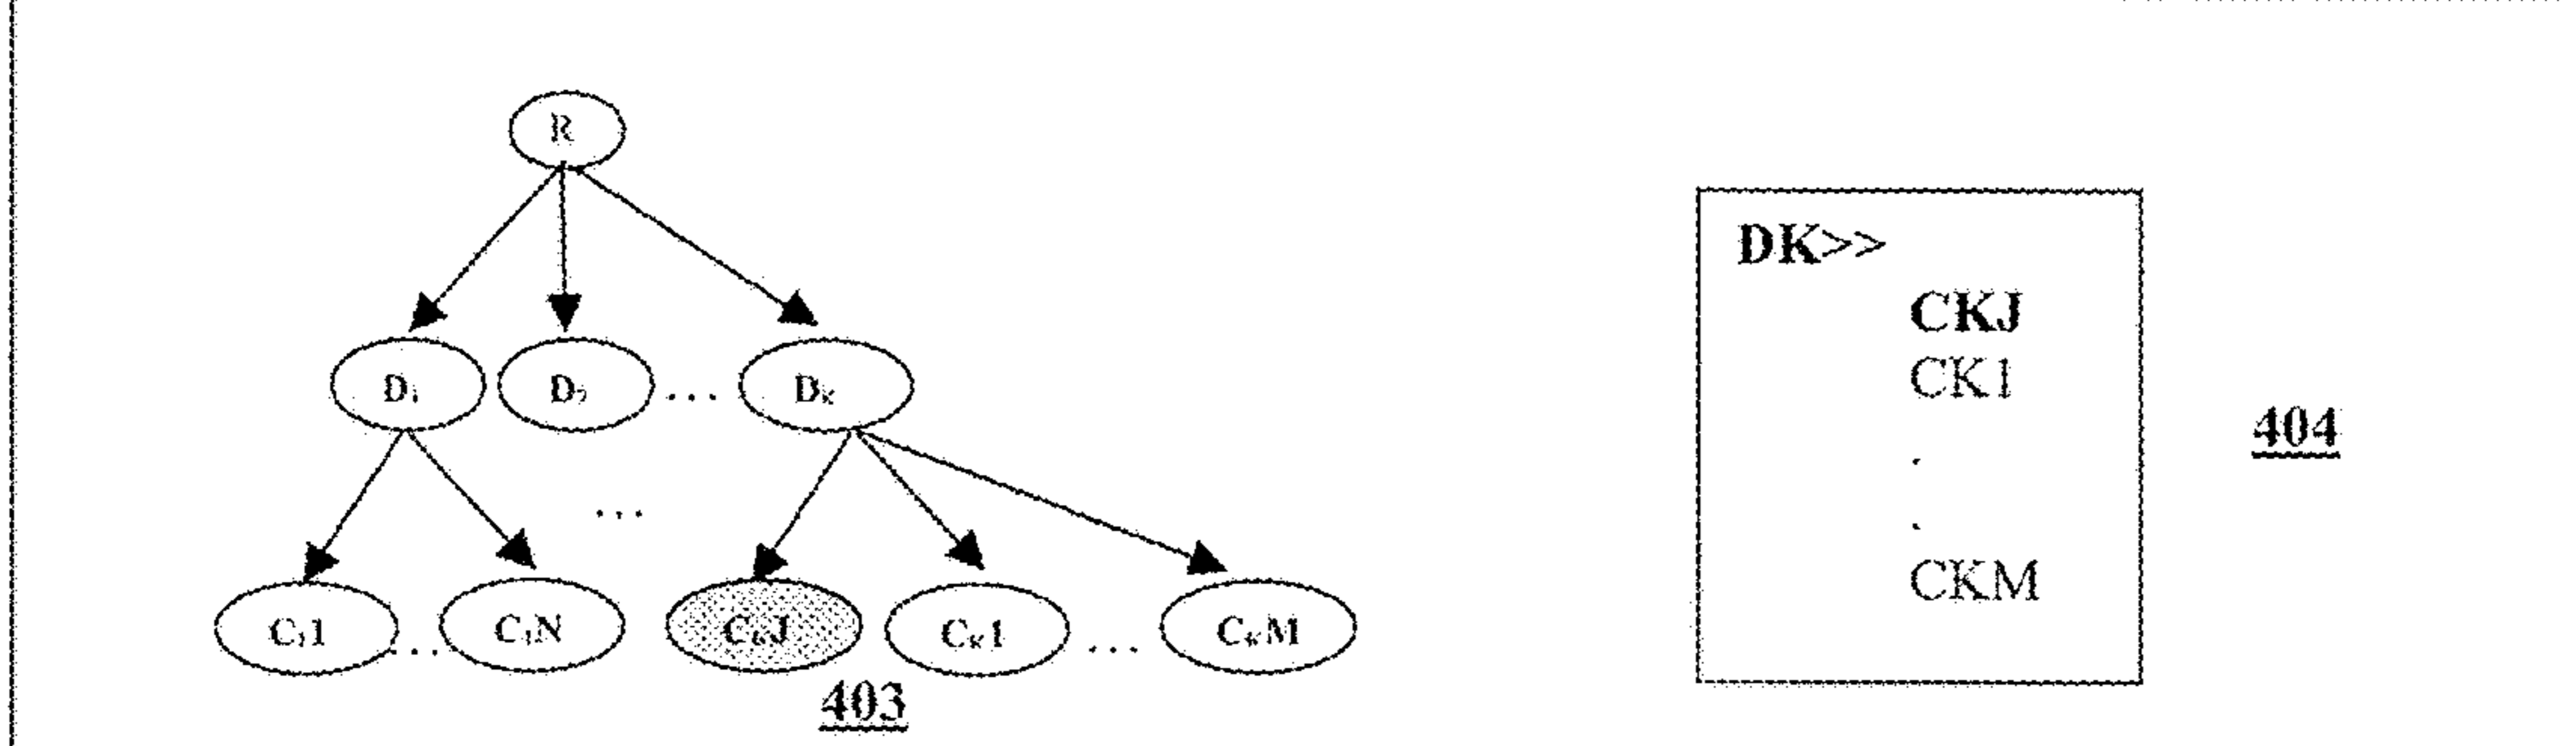 R
D₁ D₂ ... Dₖ
...
C₁1 ... C₁N CₖJ Cₖ1 ... CₖM
403
DK>>
CKJ
CK1
.
.
CKM
404